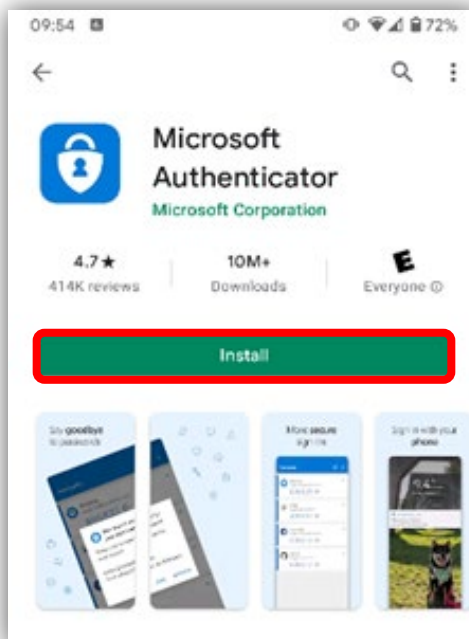 09:54 72%
Microsoft
Authenticator
Microsoft Corporation
4.7★ 10M+ E
414K reviews Downloads Everyone
Install
Say goodbye
to passwords
More secure
sign in
Sign in with your
phone